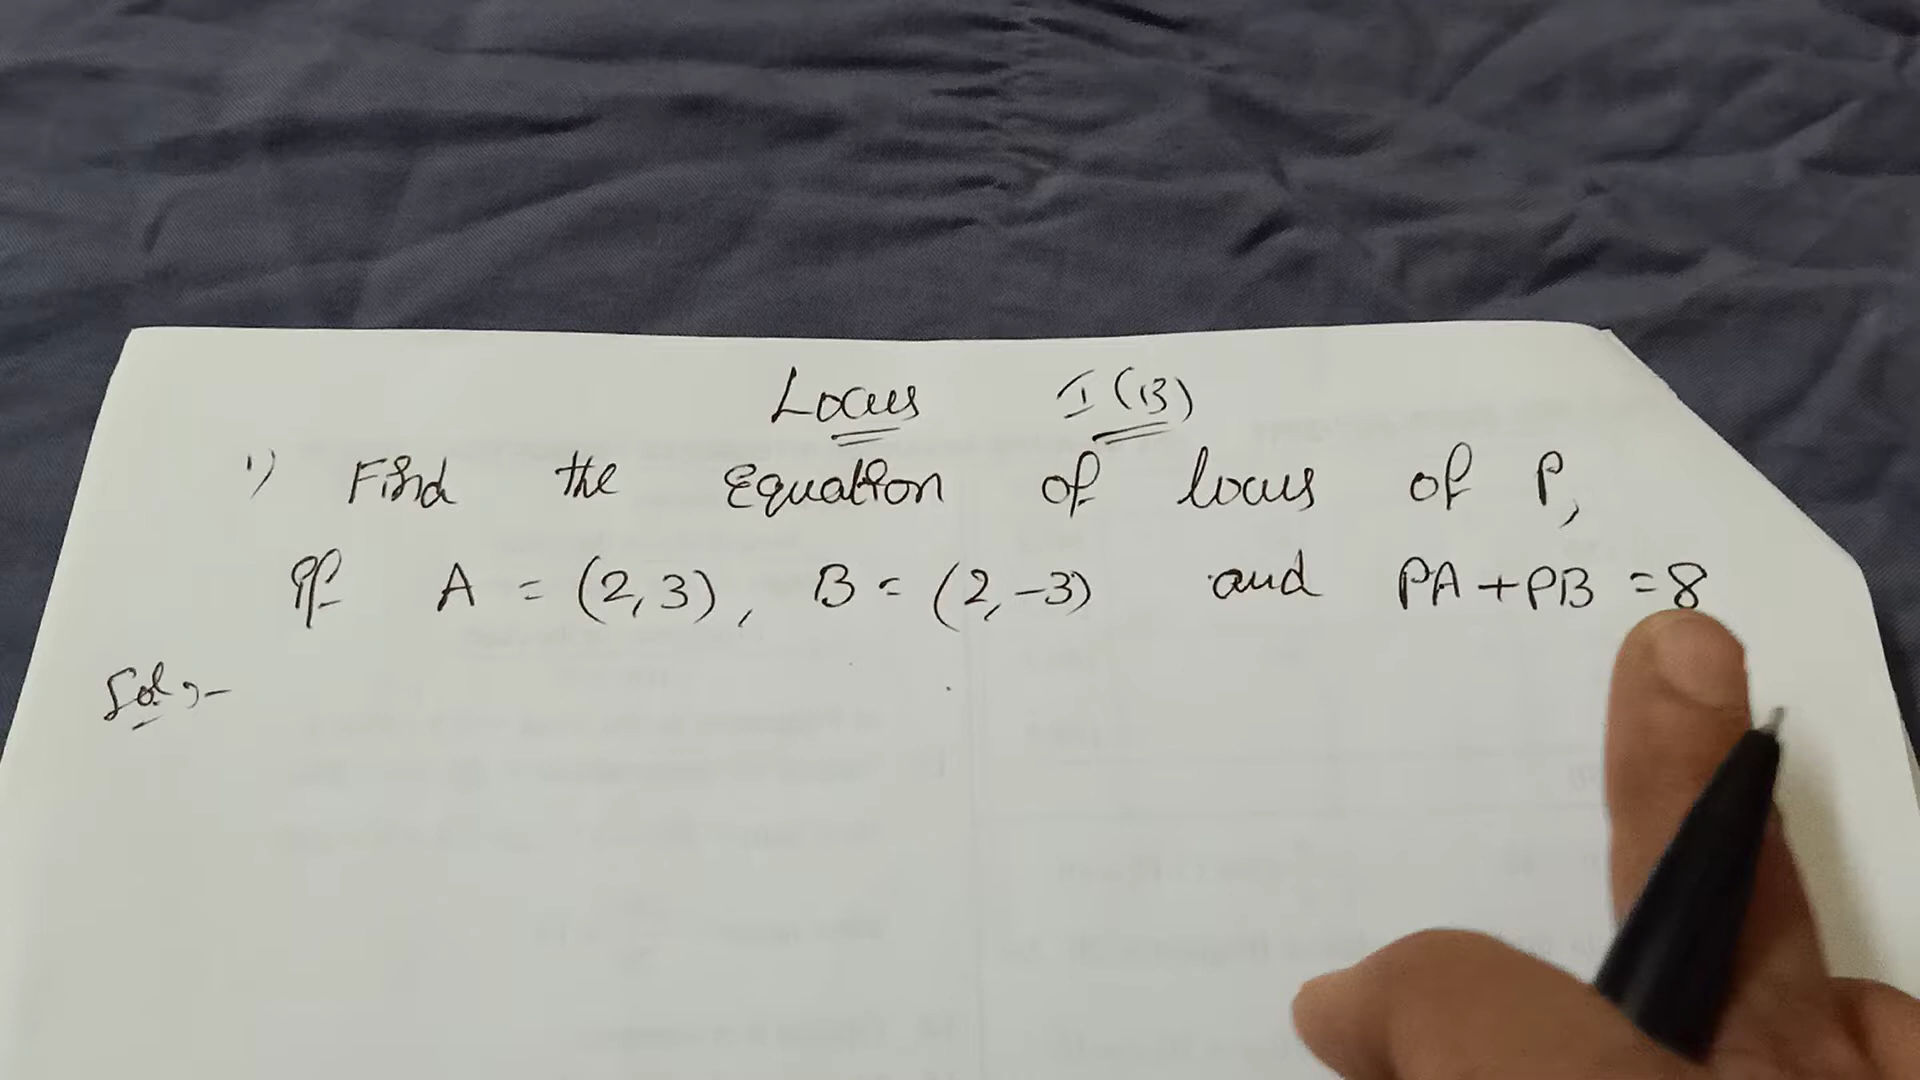 Locus I(B)
1) Find the Equation of locus of P,
if A = (2,3), B = (2,-3) and PA+PB = 8
Sol:-